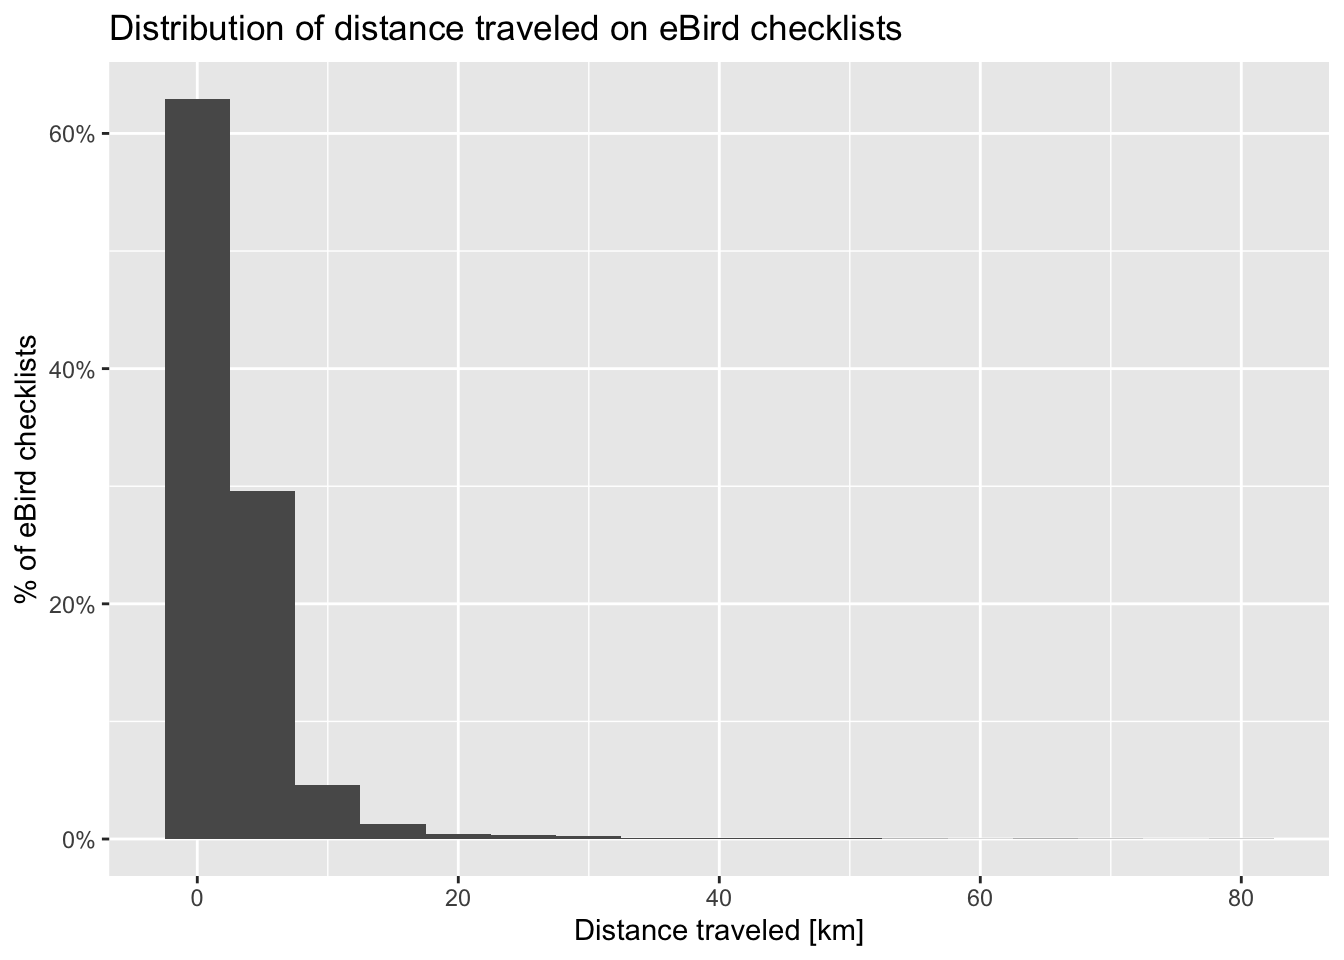 Distribution of distance traveled on eBird checklists
% of eBird checklists
60%
40%
20%
0%
0 20 40 60 80
Distance traveled [km]